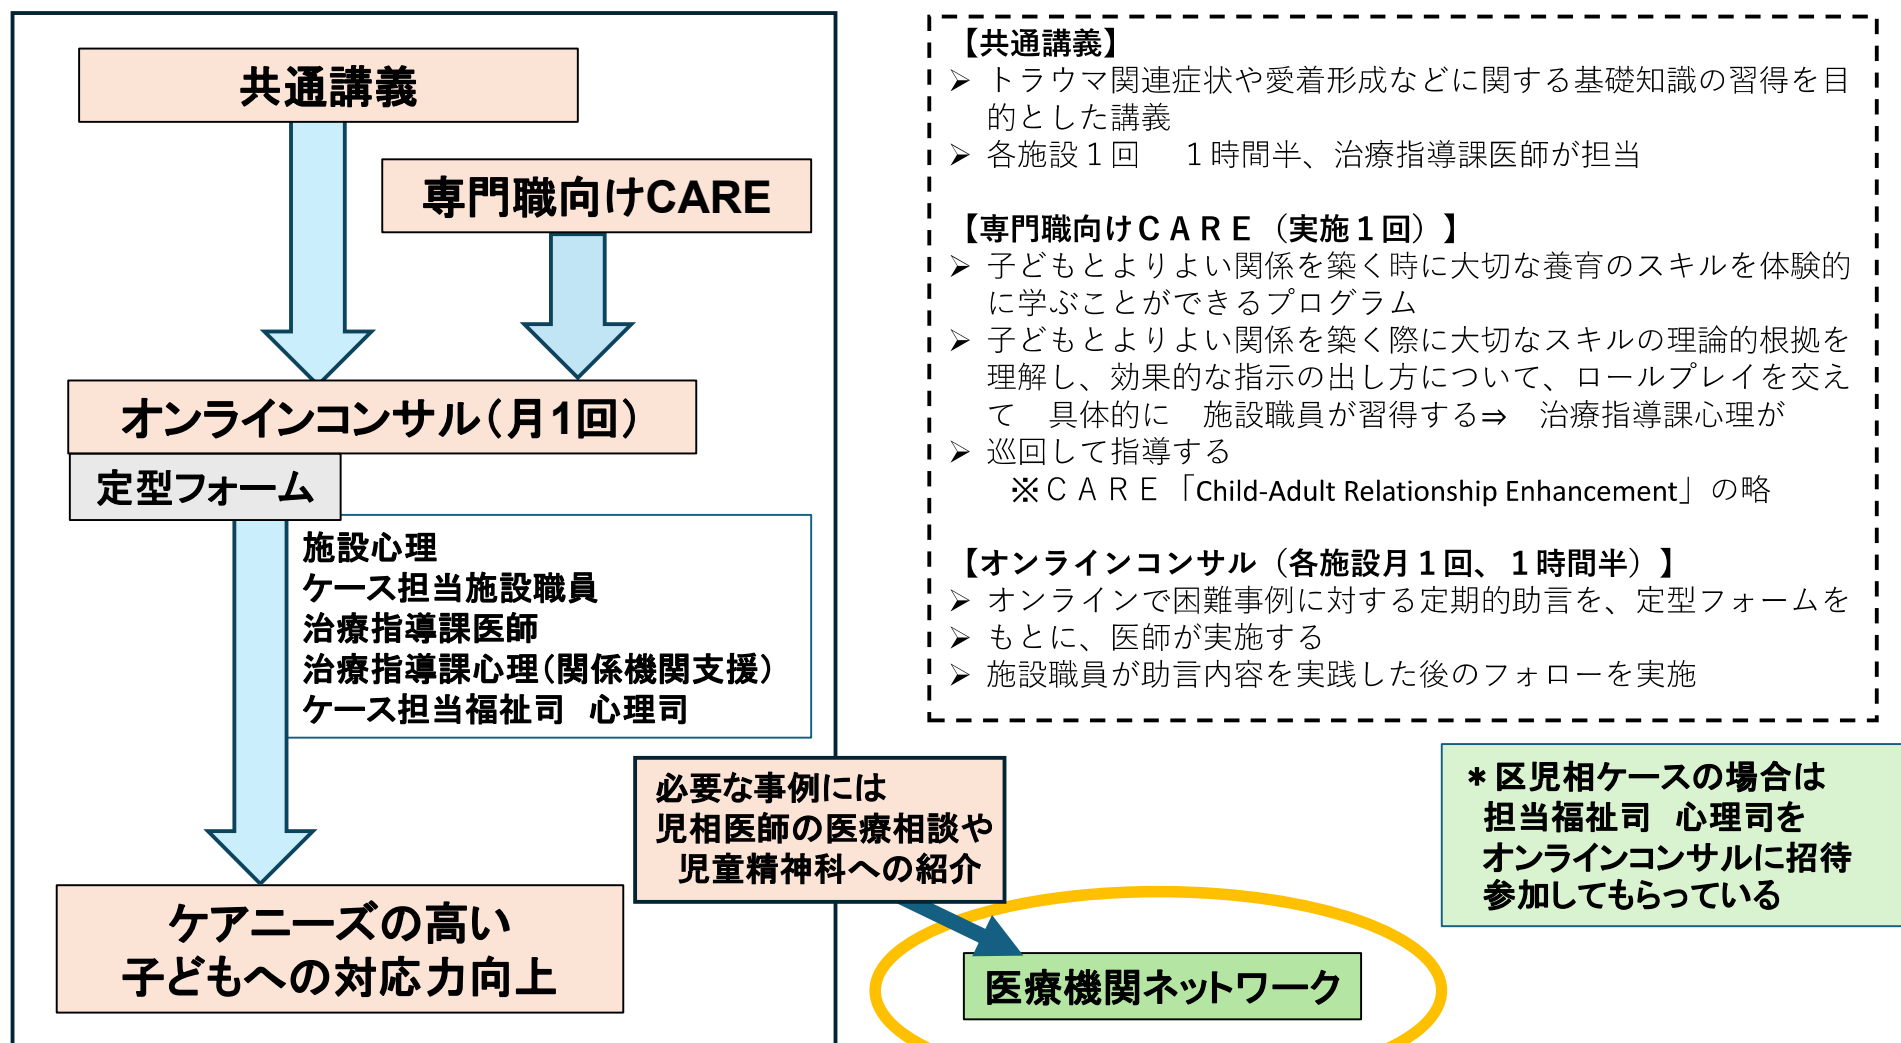 共通講義
専門職向けCARE
オンラインコンサル（月1回）
定型フォーム
施設心理
ケース担当施設職員
治療指導課医師
治療指導課心理（関係機関支援）
ケース担当福祉司　心理司
ケアニーズの高い
子どもへの対応力向上
必要な事例には
児相医師の医療相談や
児童精神科への紹介
医療機関ネットワーク
【共通講義】
➢ トラウマ関連症状や愛着形成などに関する基礎知識の習得を目
的とした講義
➢ 各施設１回　１時間半、治療指導課医師が担当
【専門職向けＣＡＲＥ（実施１回）】
➢ 子どもとよりよい関係を築く時に大切な養育のスキルを体験的
に学ぶことができるプログラム
➢ 子どもとよりよい関係を築く際に大切なスキルの理論的根拠を
理解し、効果的な指示の出し方について、ロールプレイを交え
て　具体的に　施設職員が習得する⇒　治療指導課心理が
➢ 巡回して指導する
※ＣＡＲＥ「Child-Adult Relationship Enhancement」の略
【オンラインコンサル（各施設月１回、１時間半）】
➢ オンラインで困難事例に対する定期的助言を、定型フォームを
➢ もとに、医師が実施する
➢ 施設職員が助言内容を実践した後のフォローを実施
＊区児相ケースの場合は
担当福祉司　心理司を
オンラインコンサルに招待
参加してもらっている